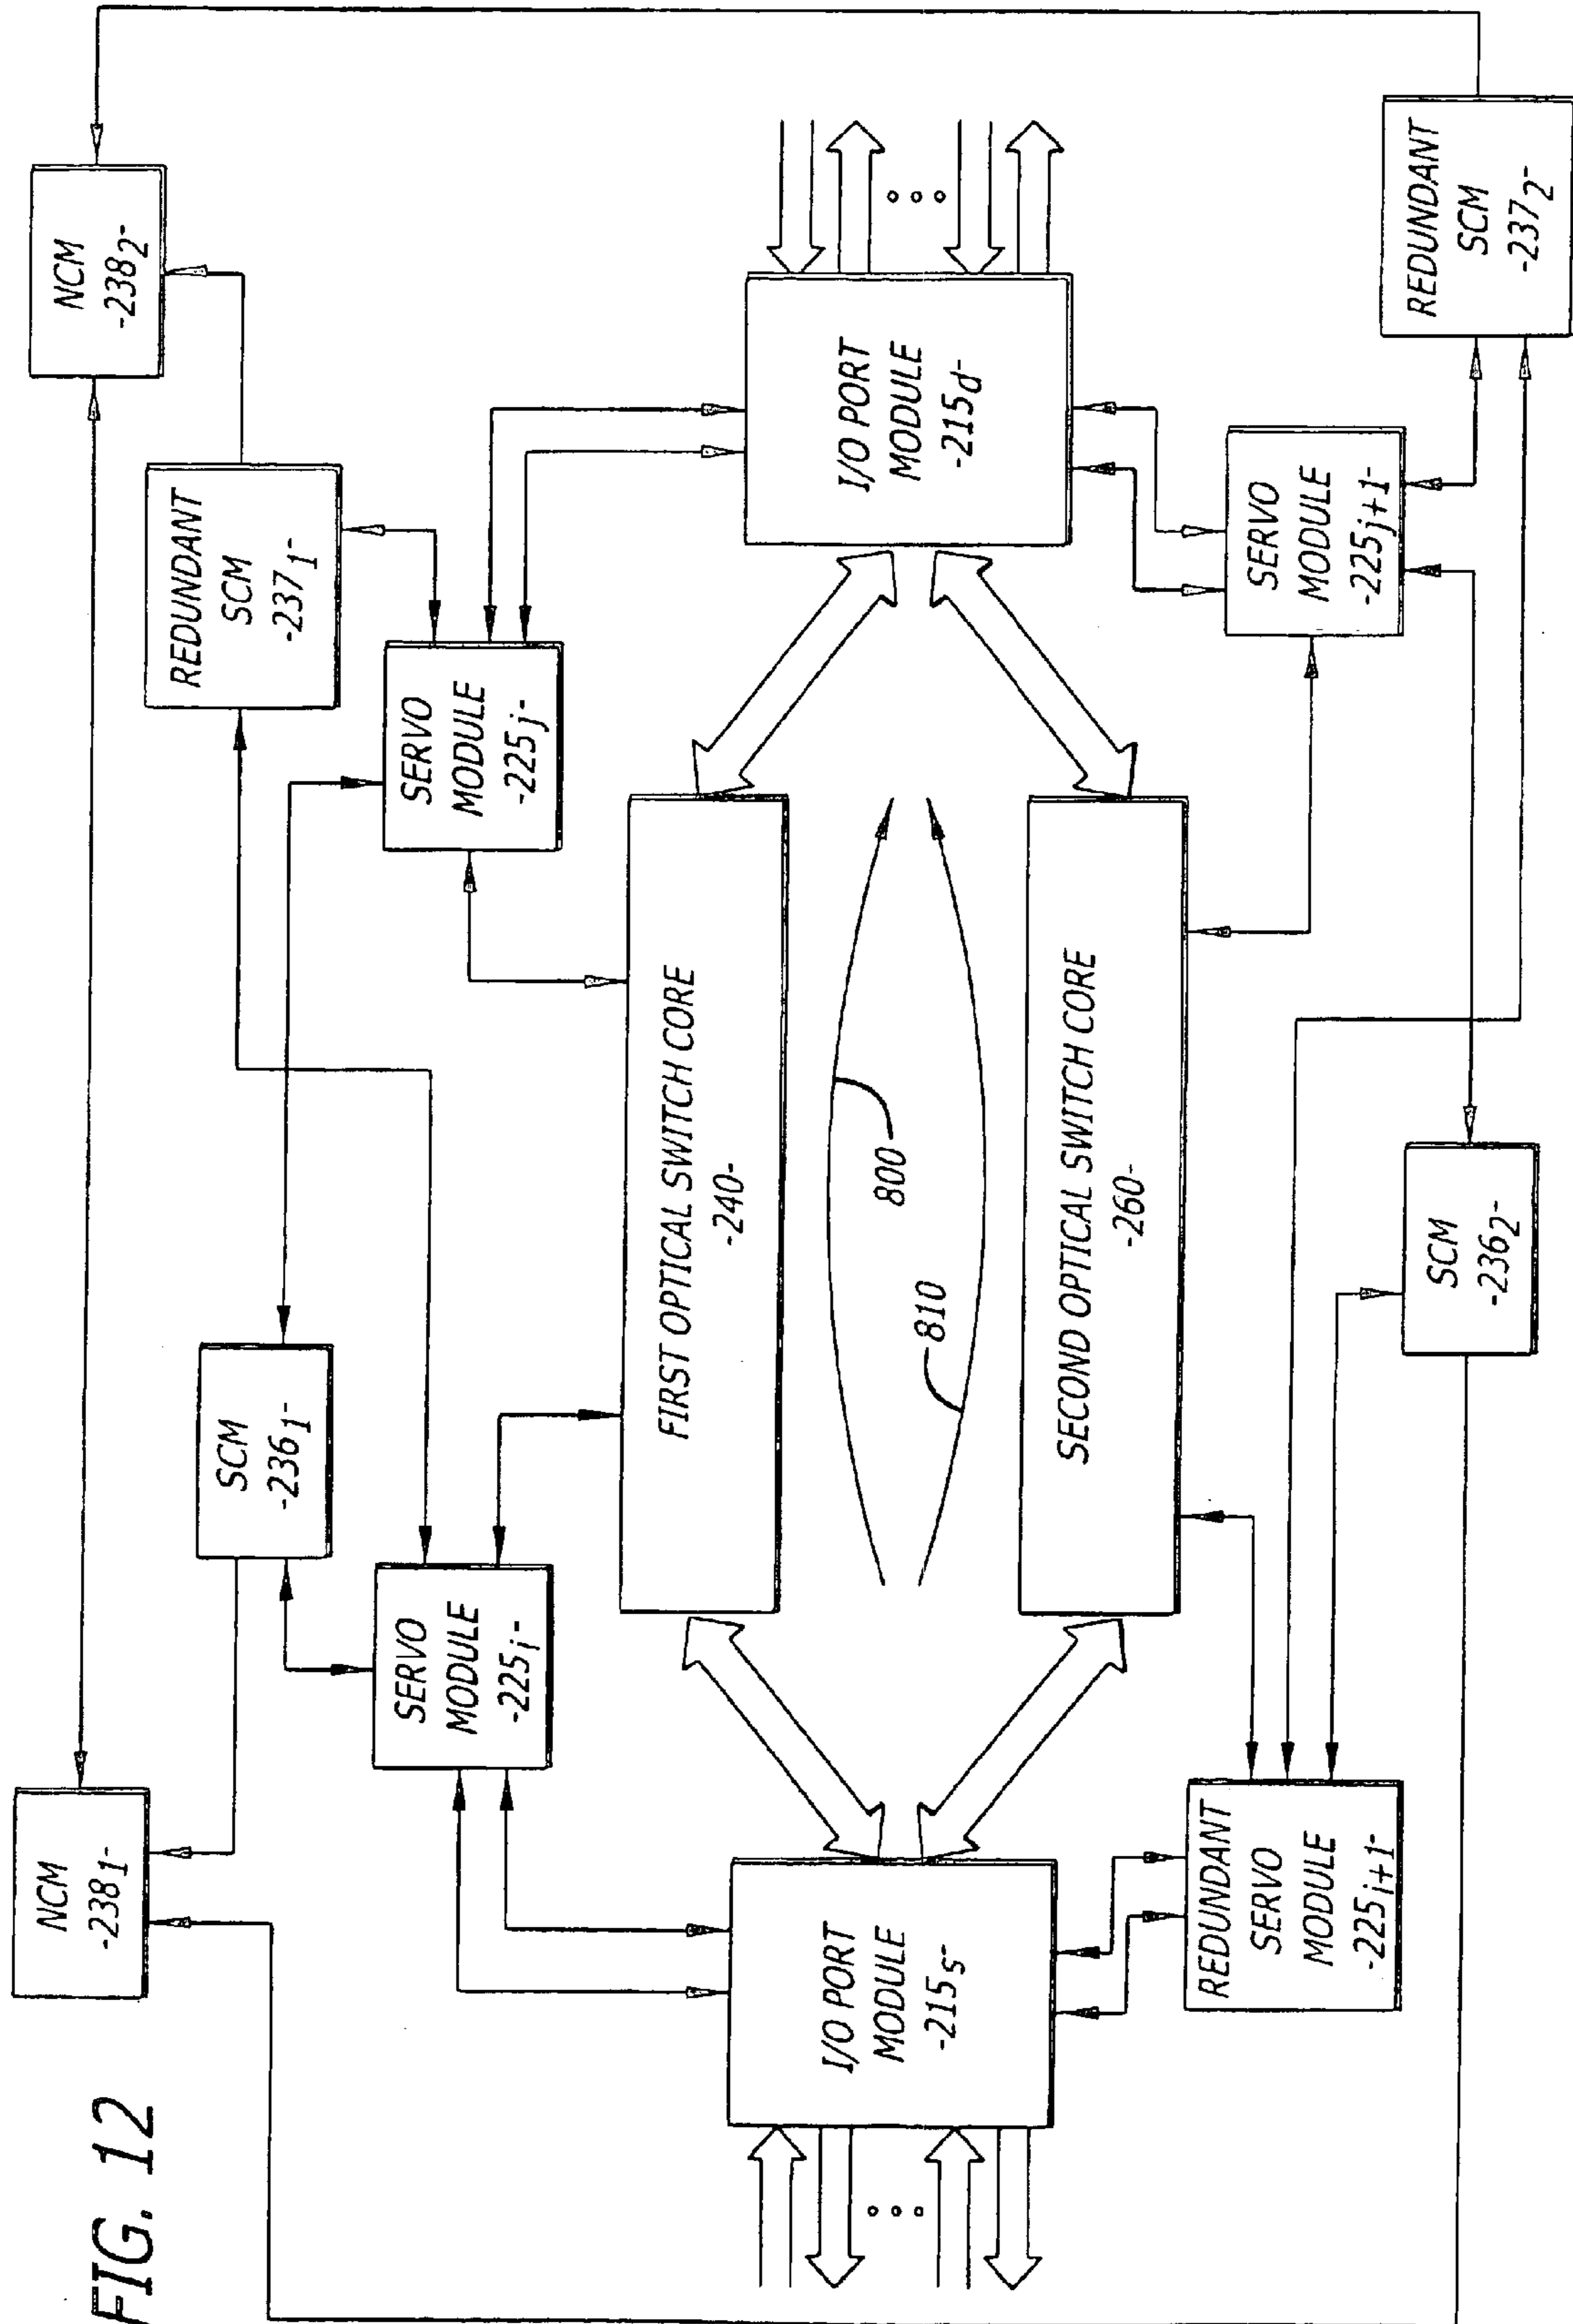 FIG. 12
NCM
-238₁-
NCM
-238₂-
SCM
-236₁-
REDUNDANT
SCM
-237₁-
SERVO
MODULE
-225ᵢ-
SERVO
MODULE
-225ⱼ-
FIRST OPTICAL SWITCH CORE
-240-
I/O PORT
MODULE
-215ₛ-
800
810
I/O PORT
MODULE
-215d-
SECOND OPTICAL SWITCH CORE
-260-
REDUNDANT
SERVO
MODULE
-225ᵢ₊₁-
SERVO
MODULE
-225ⱼ₊₁-
SCM
-236₂-
REDUNDANT
SCM
-237₂-